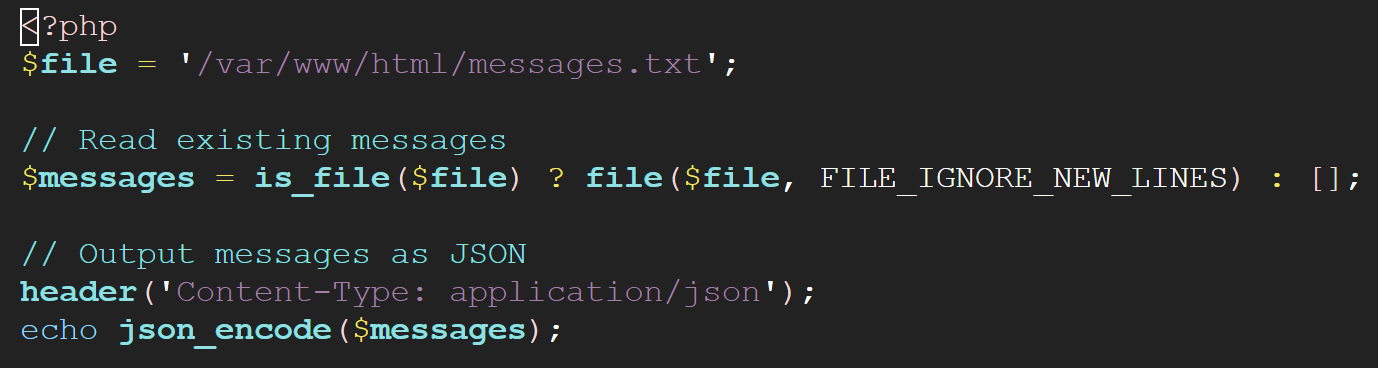 <?php
$file = '/var/www/html/messages.txt';
// Read existing messages
$messages = is_file($file) ? file($file, FILE_IGNORE_NEW_LINES) : [];
// Output messages as JSON
header('Content-Type: application/json');
echo json_encode($messages);